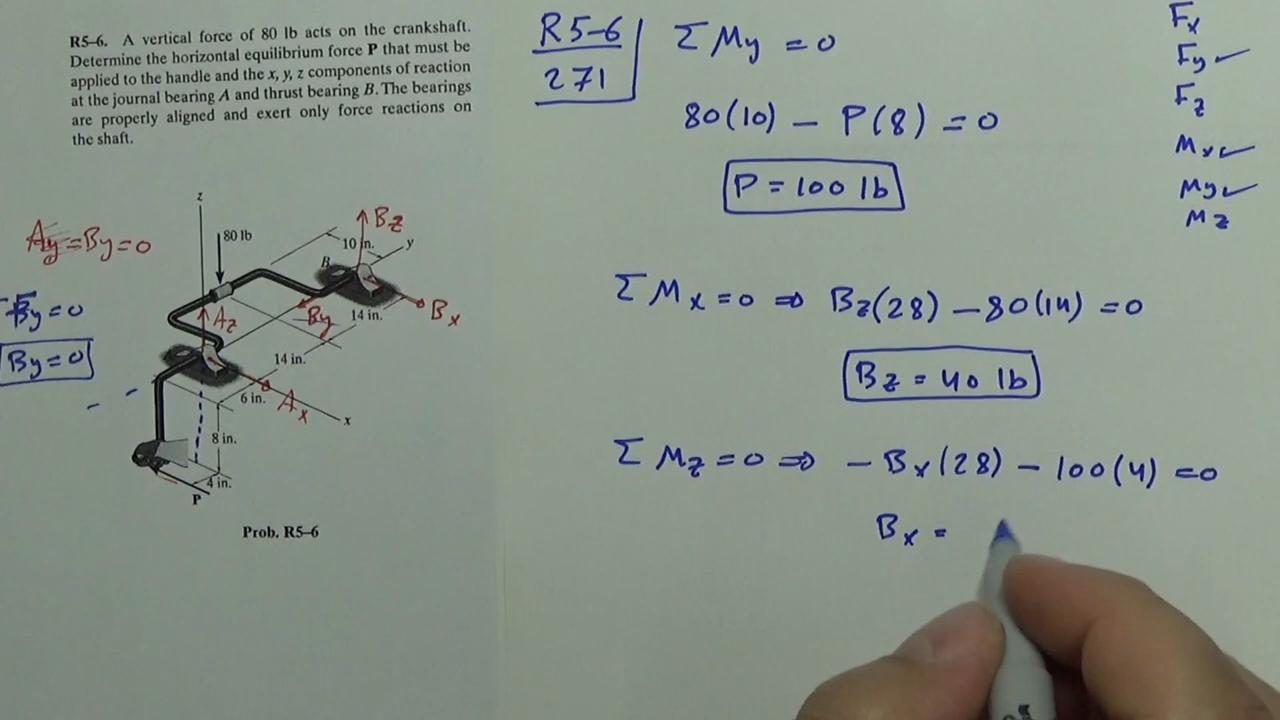 R5–6. A vertical force of 80 lb acts on the crankshaft.
Determine the horizontal equilibrium force P that must be
applied to the handle and the x, y, z components of reaction
at the journal bearing A and thrust bearing B. The bearings
are properly aligned and exert only force reactions on
the shaft.
R5-6
271
ΣMy = 0
80(10) - P(8) = 0
P = 100 lb
ΣMx = 0 ⇒ Bz(28) - 80(14) = 0
Bz = 40 lb
ΣMz = 0 ⇒ - Bx(28) - 100(4) = 0
Bx =
Fx
Fy ✓
Fz
Mx ✓
My ✓
Mz
Ay = By = 0
By = 0
By = 0
z
80 lb
Bz
10 in.
y
B
Bx
By
14 in.
Az
14 in.
6 in.
Ax
x
8 in.
4 in.
P
Prob. R5–6